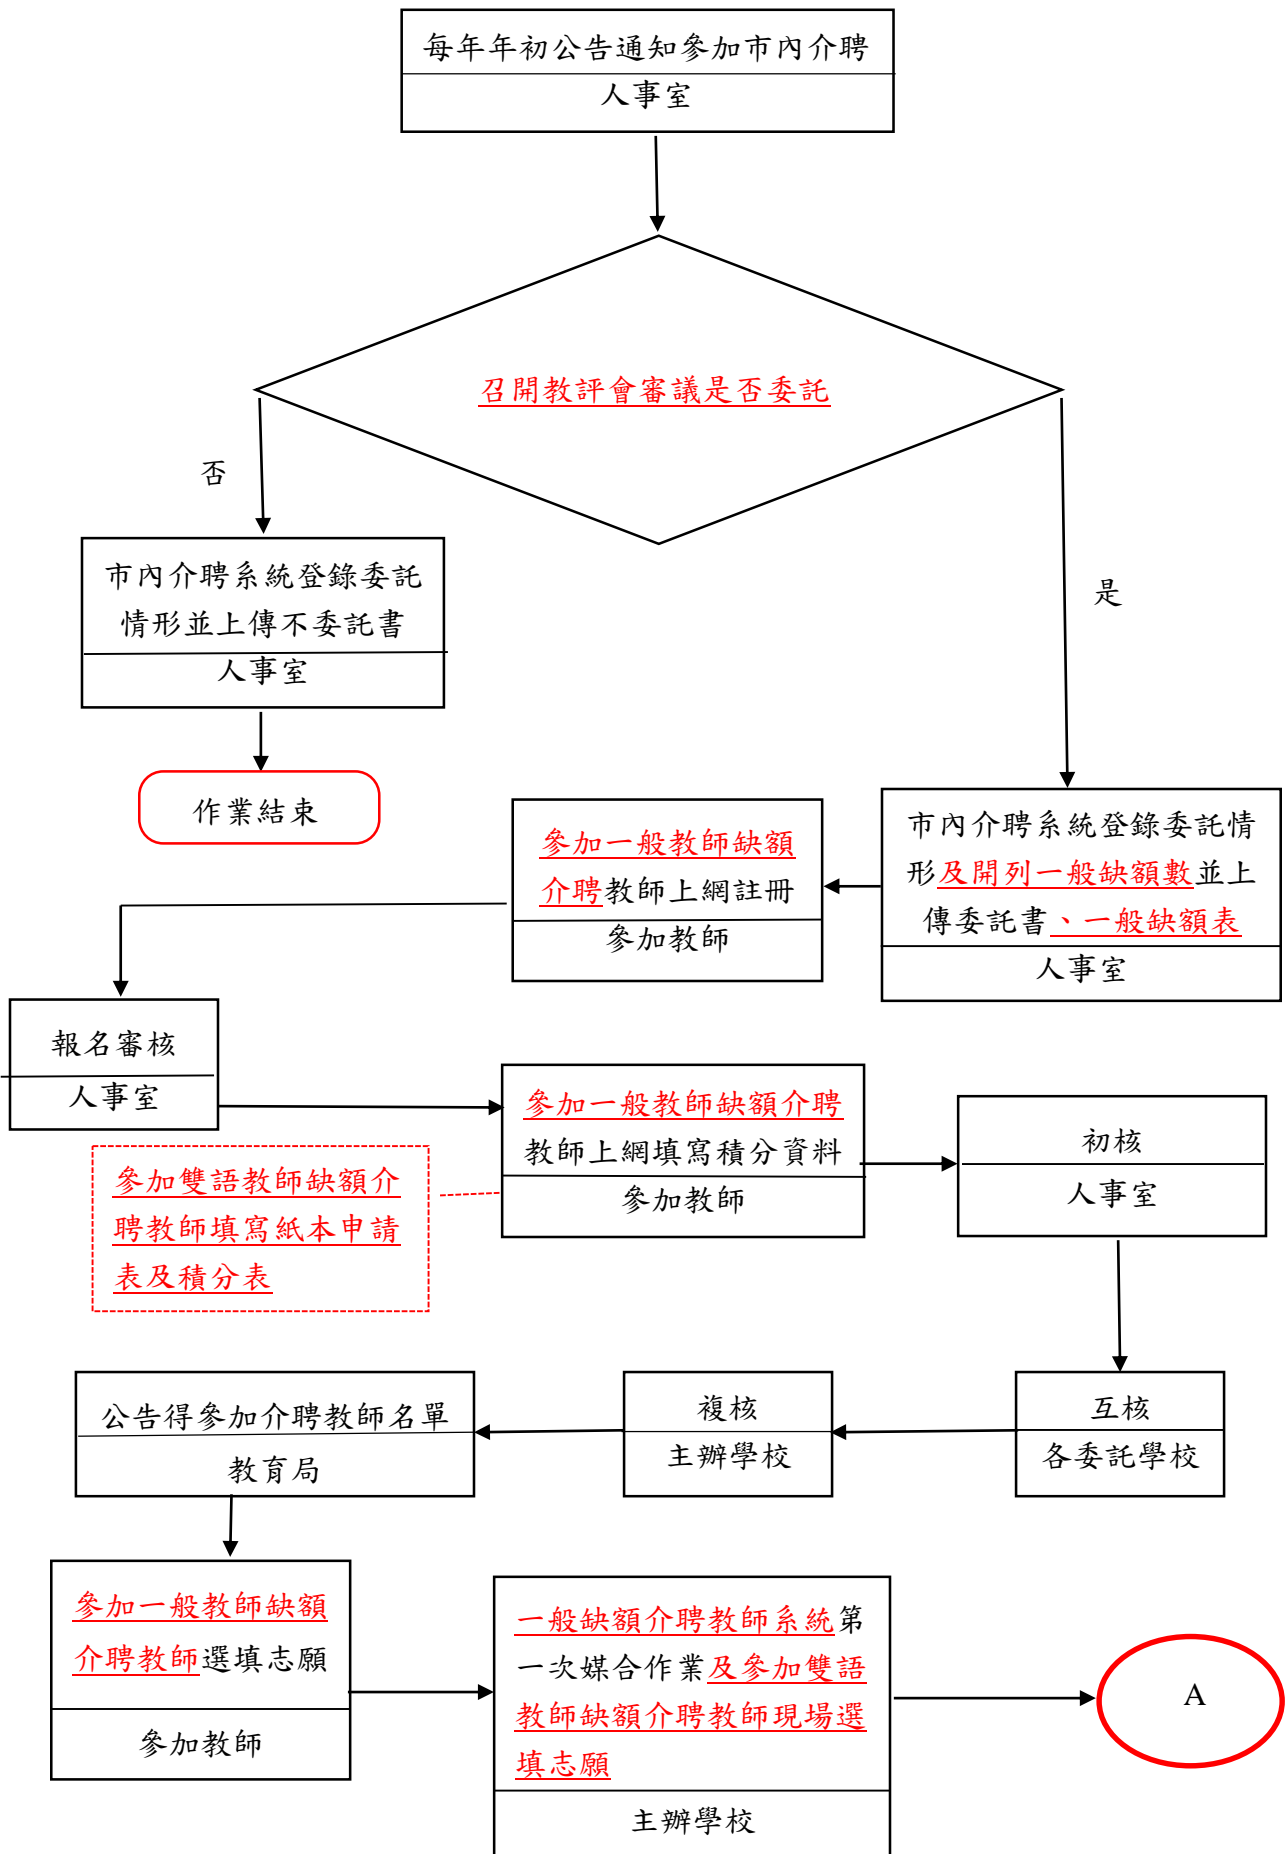 每年年初公告通知參加市內介聘
人事室
召開教評會審議是否委託
否
是
市內介聘系統登錄委託
情形並上傳不委託書
人事室
作業結束
市內介聘系統登錄委託情
形及開列一般缺額數並上
傳委託書、一般缺額表
人事室
參加一般教師缺額
介聘教師上網註冊
參加教師
報名審核
人事室
參加一般教師缺額介聘
教師上網填寫積分資料
參加教師
參加雙語教師缺額介
聘教師填寫紙本申請
表及積分表
初核
人事室
互核
各委託學校
複核
主辦學校
公告得參加介聘教師名單
教育局
參加一般教師缺額
介聘教師選填志願
參加教師
一般缺額介聘教師系統第
一次媒合作業及參加雙語
教師缺額介聘教師現場選
填志願
主辦學校
A